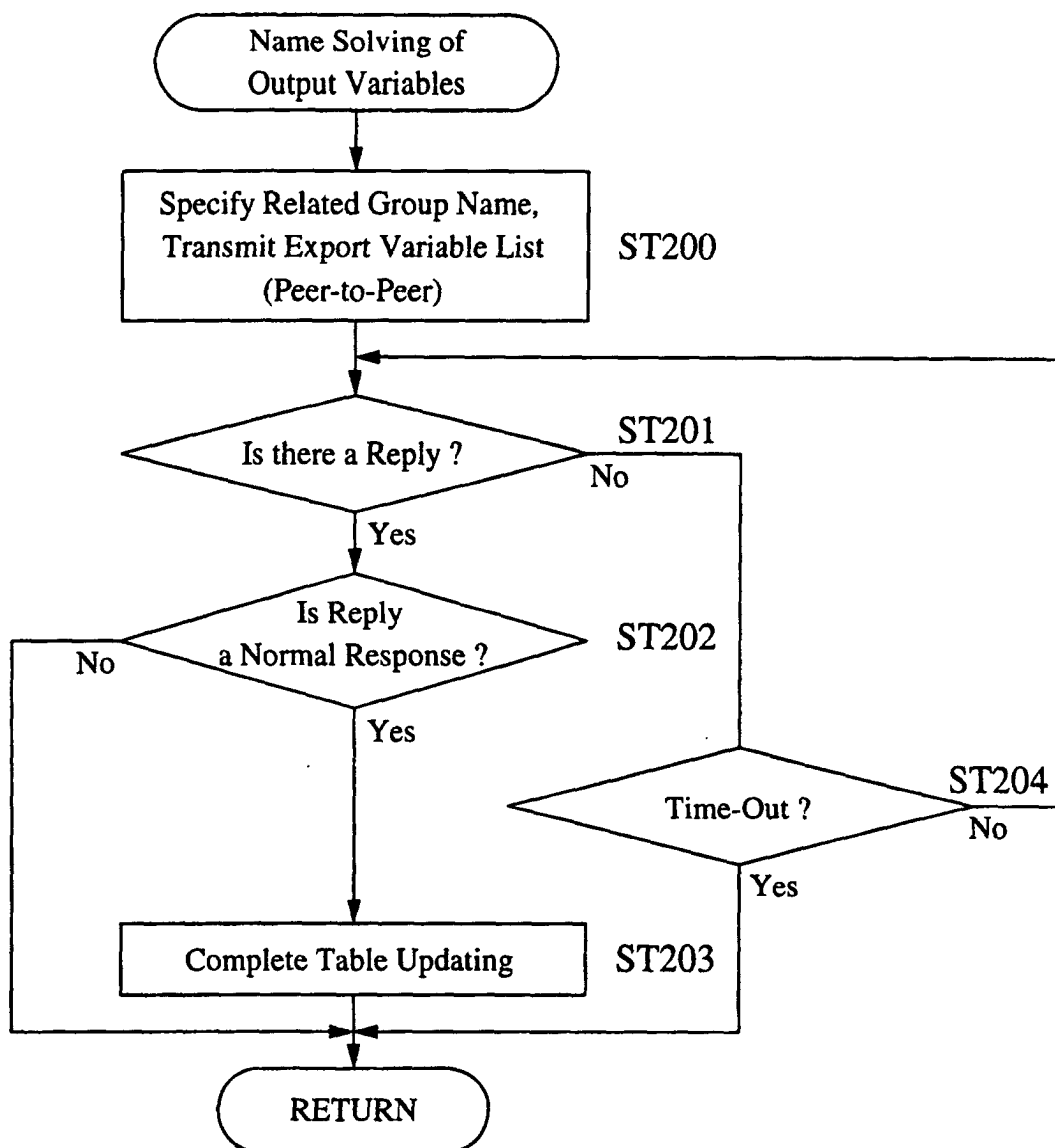 Name Solving of
Output Variables
Specify Related Group Name,
Transmit Export Variable List
(Peer-to-Peer)
ST200
Is there a Reply ?
ST201
No
Yes
Is Reply
a Normal Response ?
ST202
No
Yes
Time-Out ?
ST204
No
Yes
Complete Table Updating
ST203
RETURN